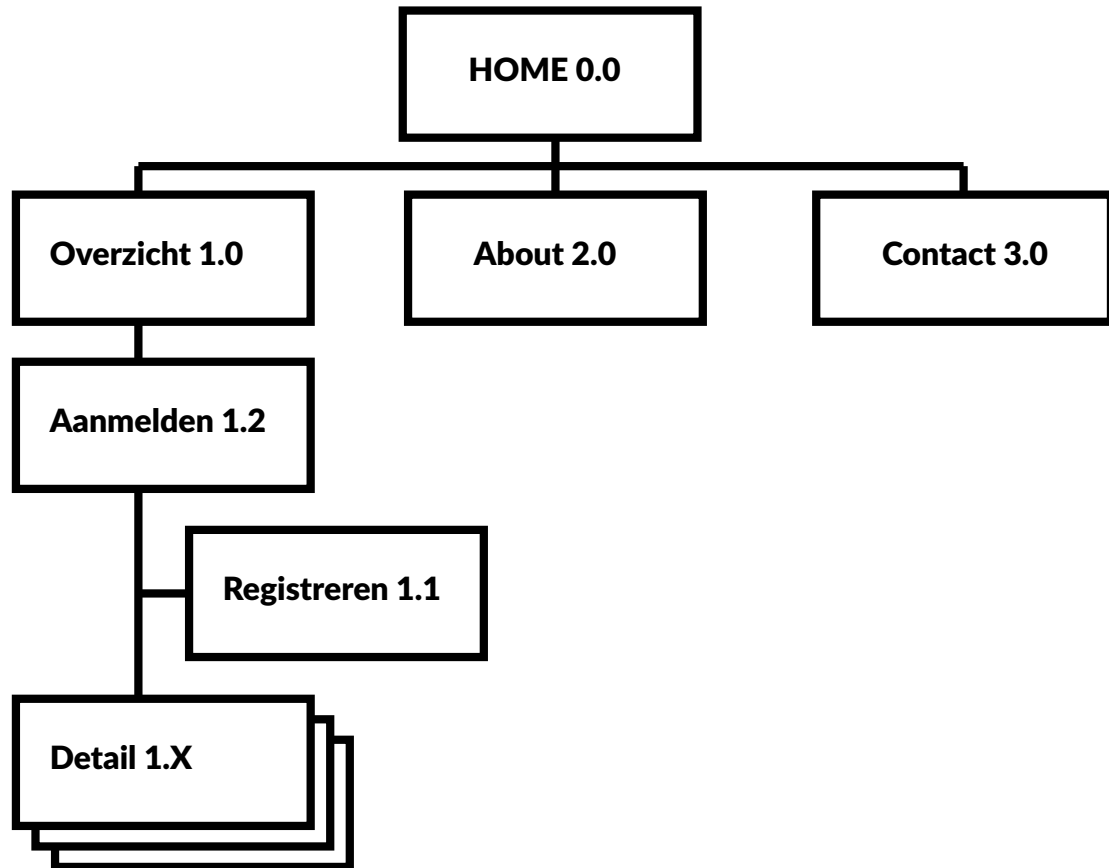 HOME 0.0
Overzicht 1.0
About 2.0
Contact 3.0
Aanmelden 1.2
Registreren 1.1
Detail 1.X